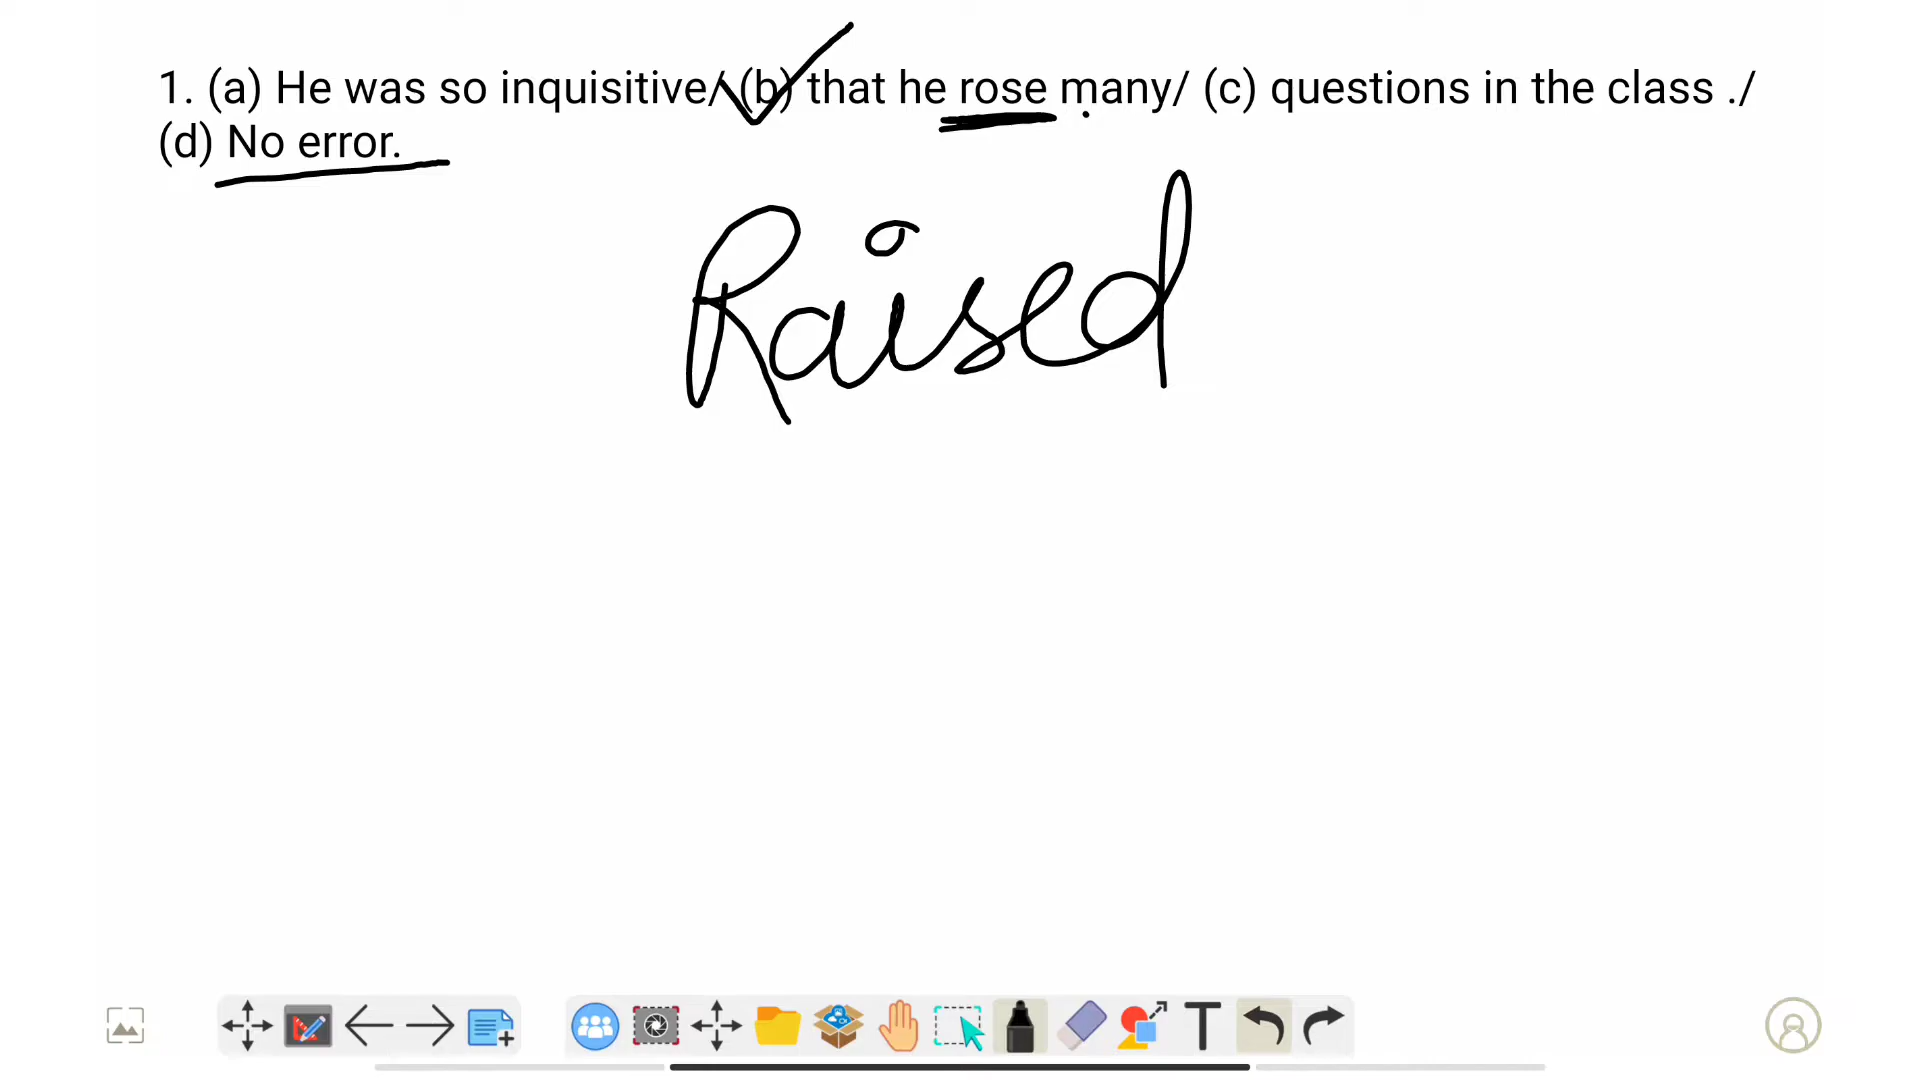 1. (a) He was so inquisitive/ (b) that he rose many/ (c) questions in the class ./
(d) No error.
Raised